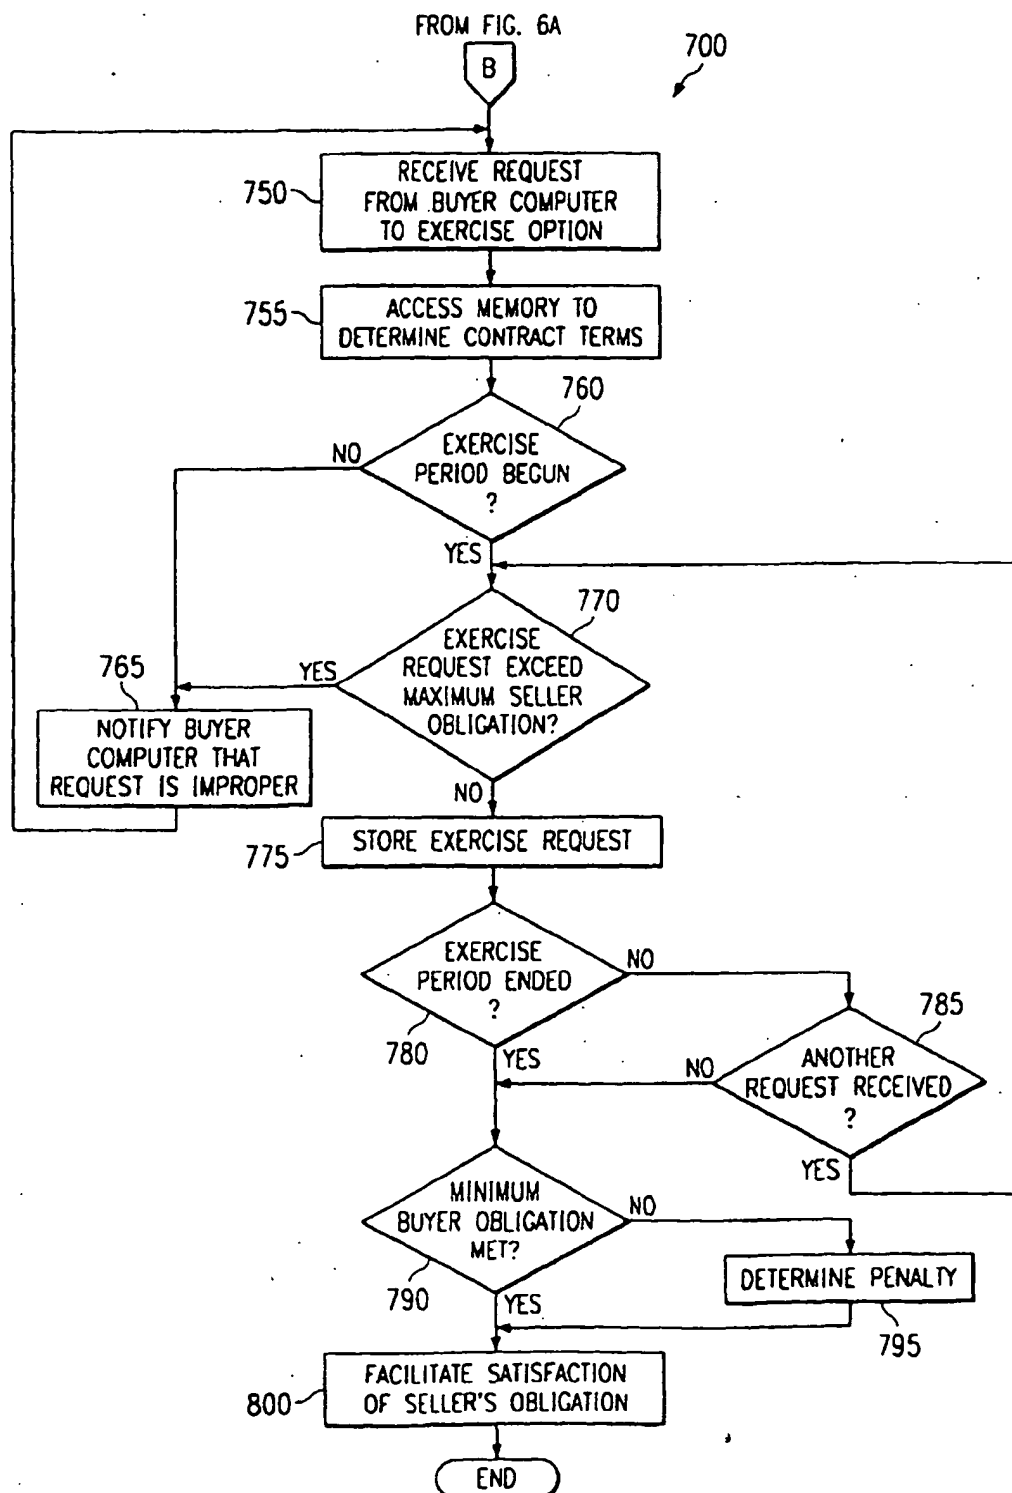 FROM FIG. 6A
B
700
750
RECEIVE REQUEST
FROM BUYER COMPUTER
TO EXERCISE OPTION
755
ACCESS MEMORY TO
DETERMINE CONTRACT TERMS
760
EXERCISE
PERIOD BEGUN
?
NO
YES
770
EXERCISE
REQUEST EXCEED
MAXIMUM SELLER
OBLIGATION?
YES
NO
765
NOTIFY BUYER
COMPUTER THAT
REQUEST IS IMPROPER
775
STORE EXERCISE REQUEST
EXERCISE
PERIOD ENDED
?
780
NO
YES
785
ANOTHER
REQUEST RECEIVED
?
NO
YES
MINIMUM
BUYER OBLIGATION
MET?
790
NO
YES
DETERMINE PENALTY
795
800
FACILITATE SATISFACTION
OF SELLER'S OBLIGATION
END